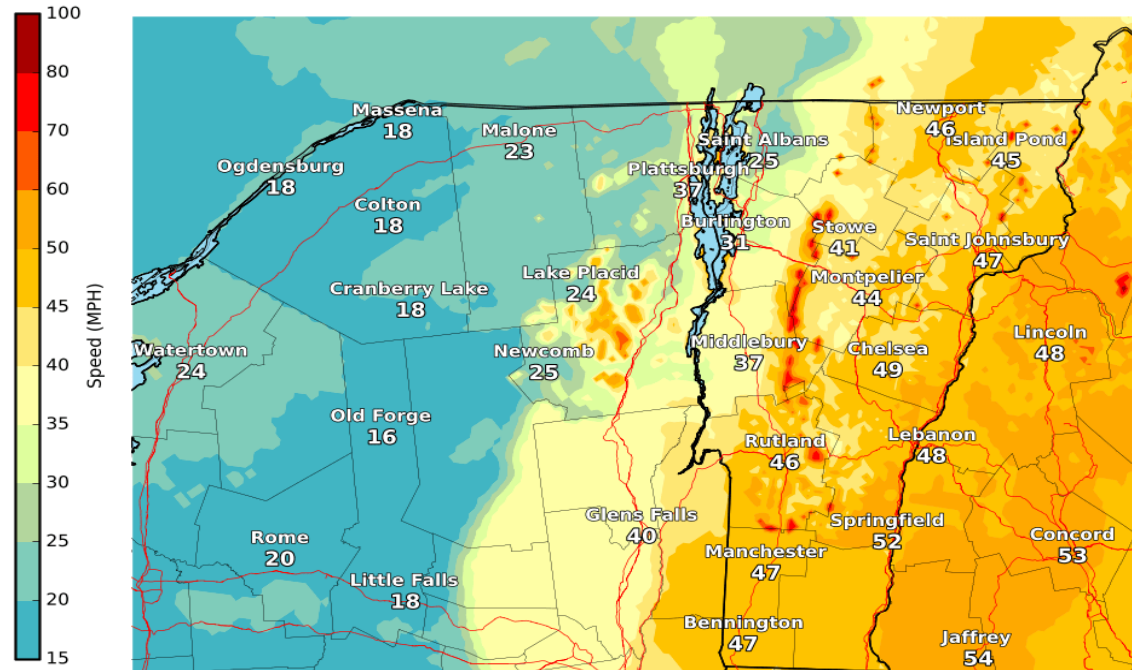 100
80
70
60
50
45
40
35
30
25
20
15
Speed (MPH)
Massena
18
Malone
23
Ogdensburg
18
Colton
18
Plattsburgh
37
Saint Albans
25
Newport
46
Island Pond
45
Burlington
31
Stowe
41
Saint Johnsbury
47
Lake Placid
24
Cranberry Lake
18
Montpelier
44
Watertown
24
Newcomb
25
Middlebury
37
Chelsea
49
Lincoln
48
Old Forge
16
Rutland
46
Lebanon
48
Glens Falls
40
Springfield
52
Concord
53
Rome
20
Manchester
47
Little Falls
18
Bennington
47
Jaffrey
54